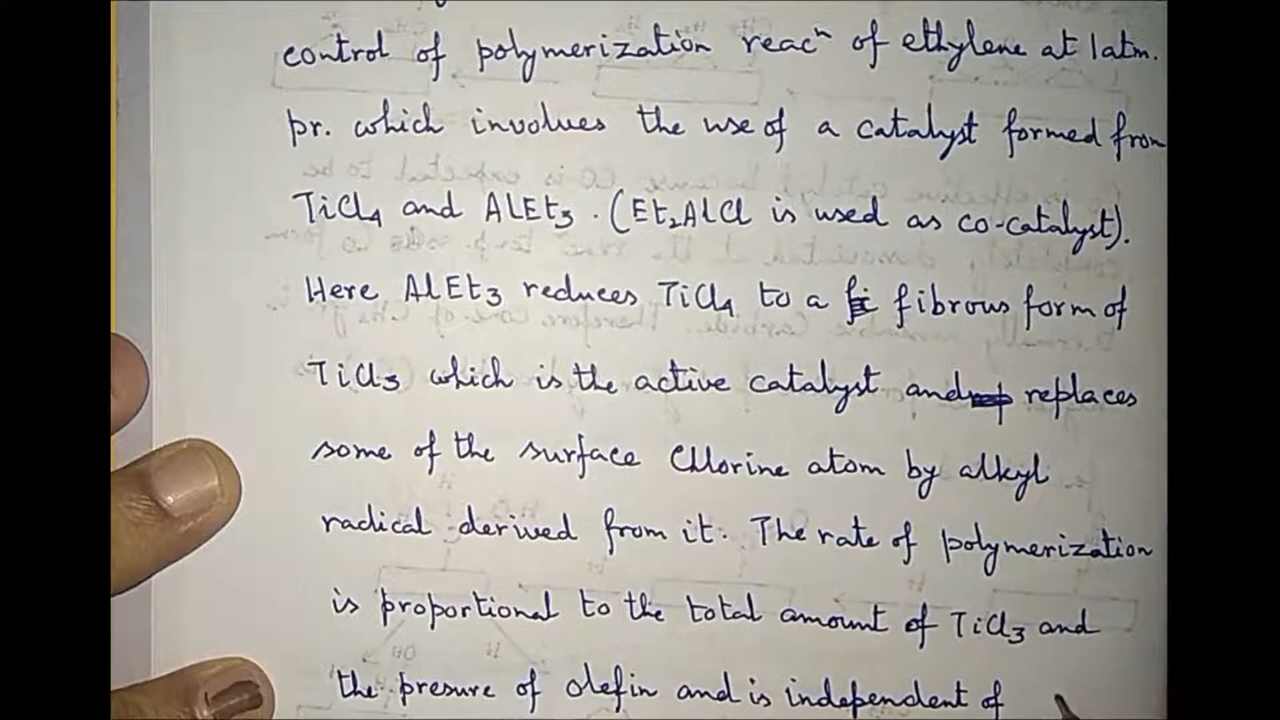 control of polymerization reacⁿ of ethylene at 1atm.
pr. which involves the use of a catalyst formed from
TiCl₄ and AlEt₃. (Et₂AlCl is used as co-catalyst).
Here AlEt₃ reduces TiCl₄ to a fibrous form of
TiCl₃ which is the active catalyst and replaces
some of the surface Chlorine atom by alkyl
radical derived from it. The rate of polymerization
is proportional to the total amount of TiCl₃ and
the presure of olefin and is independent of